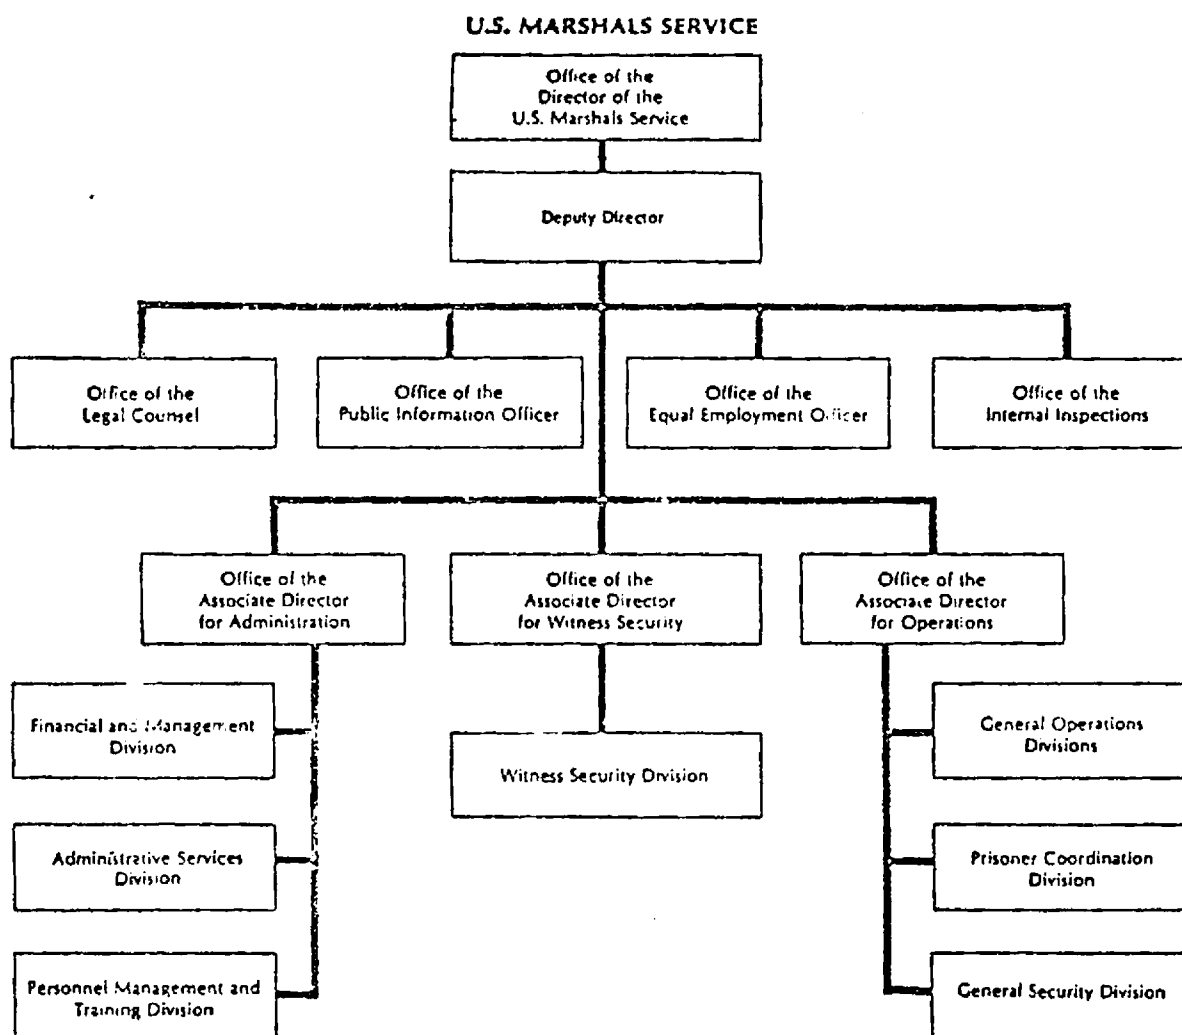 U.S. MARSHALS SERVICE
Office of the
Director of the
U.S. Marshals Service
Deputy Director
Office of the
Legal Counsel
Office of the
Public Information Officer
Office of the
Equal Employment Officer
Office of the
Internal Inspections
Office of the
Associate Director
for Administration
Office of the
Associate Director
for Witness Security
Office of the
Associate Director
for Operations
Financial and Management
Division
Witness Security Division
General Operations
Divisions
Administrative Services
Division
Prisoner Coordination
Division
Personnel Management and
Training Division
General Security Division